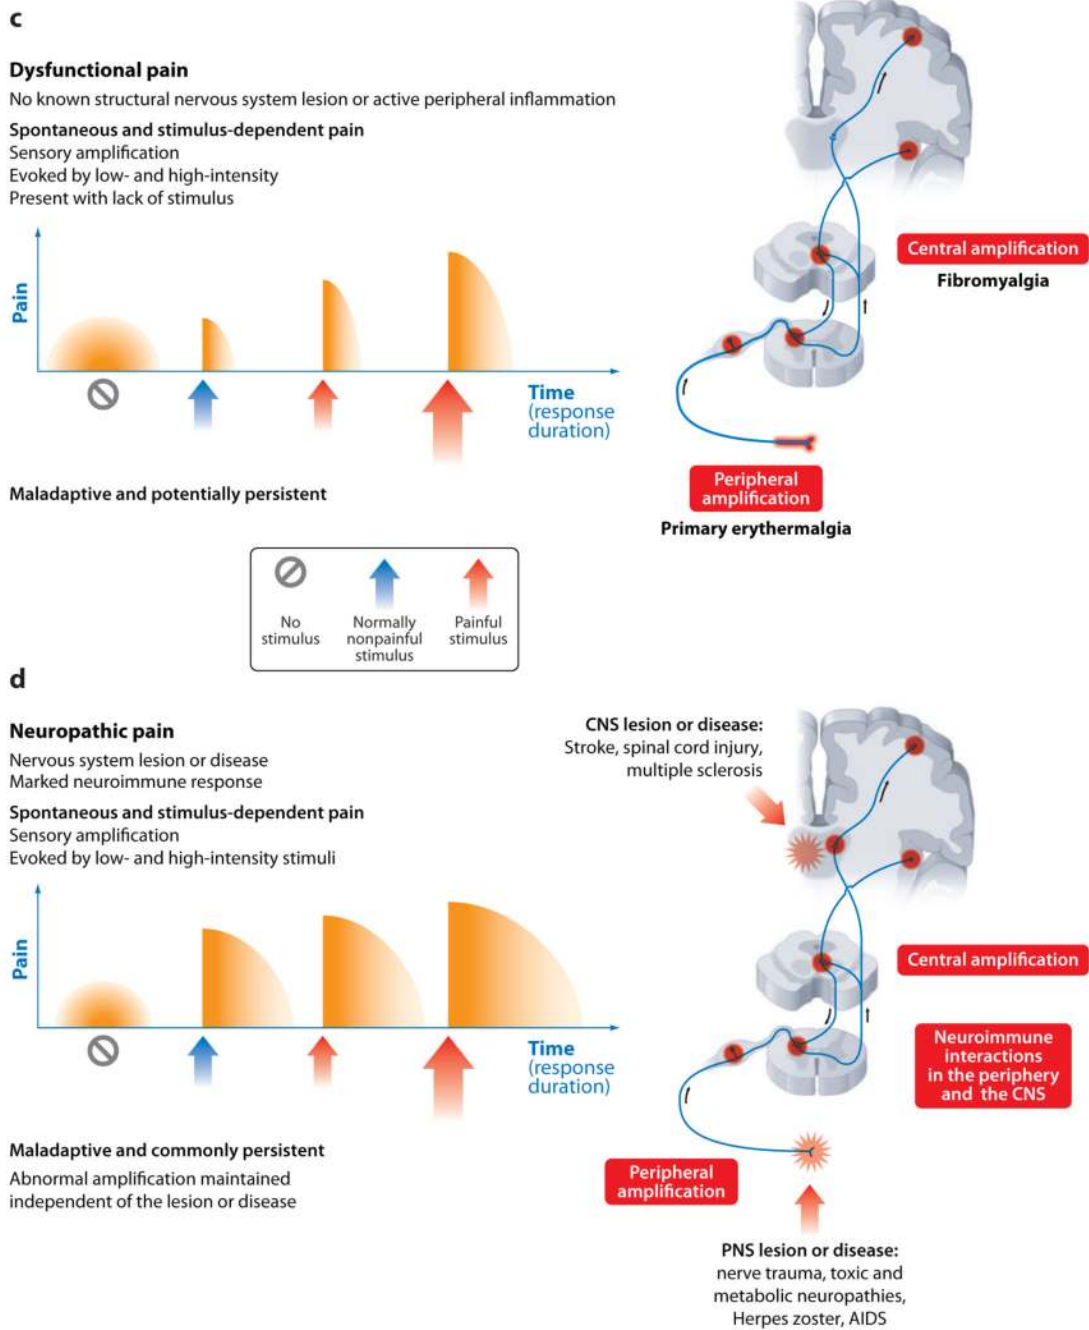 c
Dysfunctional pain
No known structural nervous system lesion or active peripheral inflammation
Spontaneous and stimulus-dependent pain
Sensory amplification
Evoked by low- and high-intensity
Present with lack of stimulus
Pain
Time
(response
duration)
Maladaptive and potentially persistent
Central amplification
Fibromyalgia
Peripheral
amplification
Primary erythermalgia
No
stimulus
Normally
nonpainful
stimulus
Painful
stimulus
d
Neuropathic pain
Nervous system lesion or disease
Marked neuroimmune response
Spontaneous and stimulus-dependent pain
Sensory amplification
Evoked by low- and high-intensity stimuli
Pain
Time
(response
duration)
Maladaptive and commonly persistent
Abnormal amplification maintained
independent of the lesion or disease
CNS lesion or disease:
Stroke, spinal cord injury,
multiple sclerosis
Central amplification
Neuroimmune
interactions
in the periphery
and the CNS
Peripheral
amplification
PNS lesion or disease:
nerve trauma, toxic and
metabolic neuropathies,
Herpes zoster, AIDS